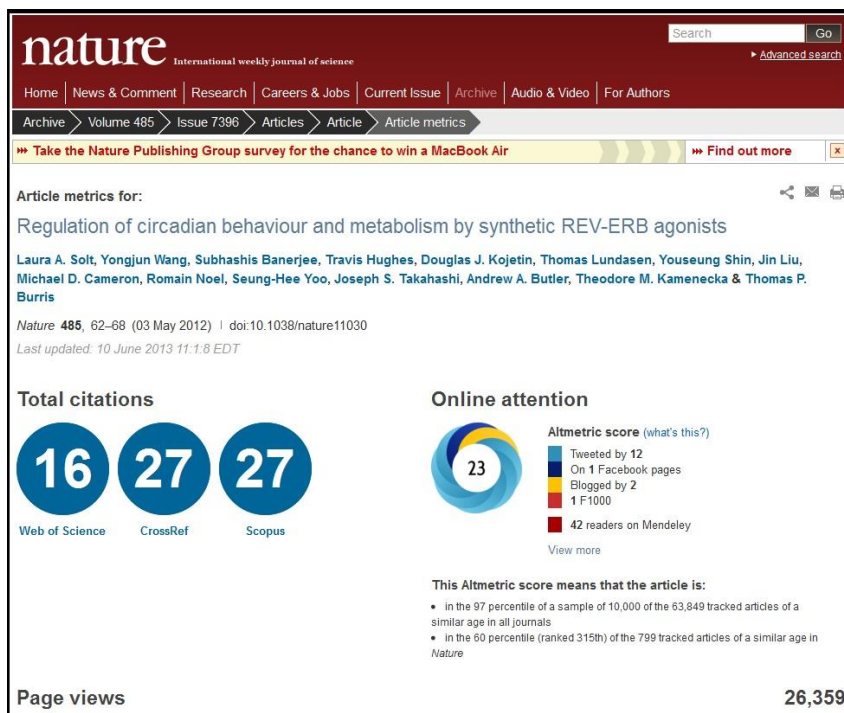 Search
Go
nature International weekly journal of science
Advanced search
Home News & Comment Research Careers & Jobs Current Issue Archive Audio & Video For Authors
Archive Volume 485 Issue 7396 Articles Article Article metrics
Take the Nature Publishing Group survey for the chance to win a MacBook Air Find out more x
Article metrics for:
Regulation of circadian behaviour and metabolism by synthetic REV-ERB agonists
Laura A. Solt, Yongjun Wang, Subhashis Banerjee, Travis Hughes, Douglas J. Kojetin, Thomas Lundasen, Youseung Shin, Jin Liu,
Michael D. Cameron, Romain Noel, Seung-Hee Yoo, Joseph S. Takahashi, Andrew A. Butler, Theodore M. Kamenecka & Thomas P.
Burris
Nature 485, 62–68 (03 May 2012) | doi:10.1038/nature11030
Last updated: 10 June 2013 11:1:8 EDT
Total citations
16 27 27
Web of Science CrossRef Scopus
Online attention
23
Altmetric score (what's this?)
Tweeted by 12
On 1 Facebook pages
Blogged by 2
1 F1000
42 readers on Mendeley
View more
This Altmetric score means that the article is:
• in the 97 percentile of a sample of 10,000 of the 63,849 tracked articles of a
similar age in all journals
• in the 60 percentile (ranked 315th) of the 799 tracked articles of a similar age in
Nature
Page views 26,359